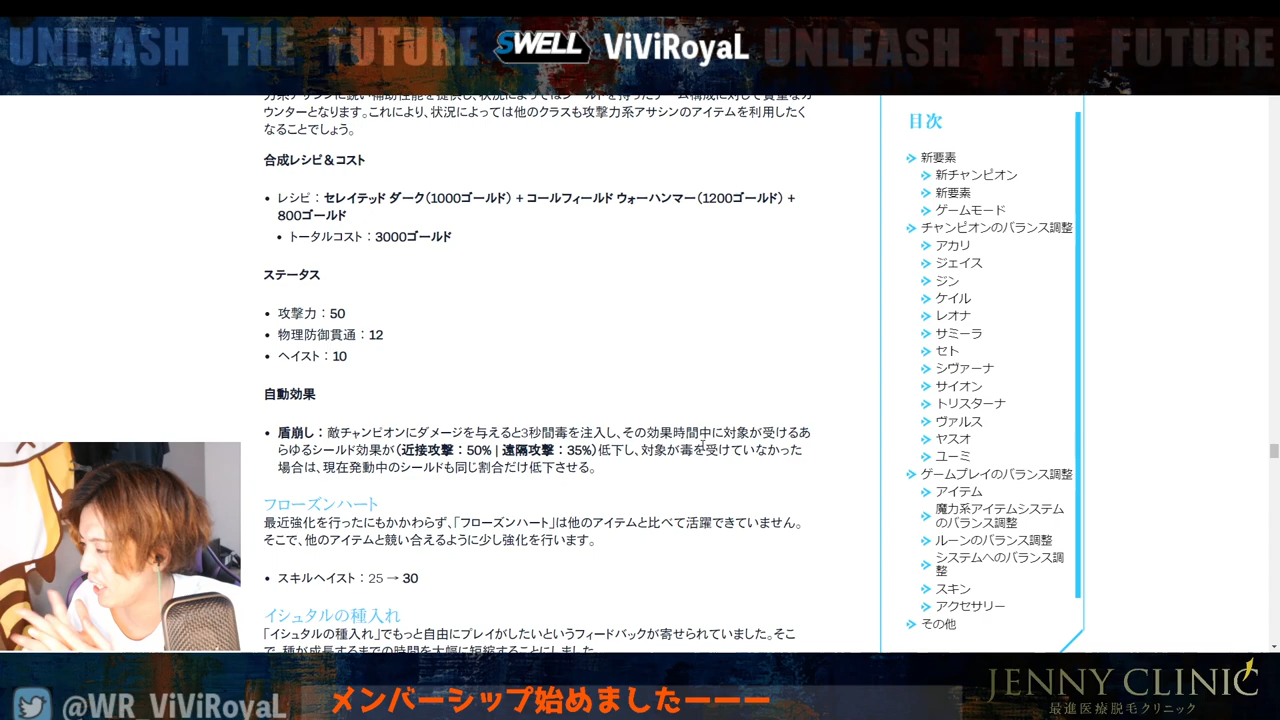 UNLEASH THE FUTURE SWELL ViViRoyaL UNLEASH THE FUTURE
ウンターとなります。これにより、状況によっては他のクラスも攻撃力系アサシンのアイテムを利用したく
なることでしょう。
合成レシピ&コスト
レシピ：セレイテッド ダーク（1000ゴールド） + コールフィールド ウォーハンマー（1200ゴールド） +
800ゴールド
トータルコスト：3000ゴールド
ステータス
攻撃力：50
物理防御貫通：12
ヘイスト：10
自動効果
盾崩し：敵チャンピオンにダメージを与えると3秒間毒を注入し、その効果時間中に対象が受けるあ
らゆるシールド効果が（近接攻撃：50% | 遠隔攻撃：35%）低下し、対象が毒を受けていなかった
場合は、現在発動中のシールドも同じ割合だけ低下させる。
フローズンハート
最近強化を行ったにもかかわらず、「フローズンハート」は他のアイテムと比べて活躍できていません。
そこで、他のアイテムと競い合えるように少し強化を行います。
スキルヘイスト：25 → 30
イシュタルの種入れ
「イシュタルの種入れ」でもっと自由にプレイがしたいというフィードバックが寄せられていました。そこ
で、種が成長するまでの時間を大幅に短縮することにしました。
目次
新要素
新チャンピオン
新要素
ゲームモード
チャンピオンのバランス調整
アカリ
ジェイス
ジン
ケイル
レオナ
サミーラ
セト
シヴァーナ
サイオン
トリスターナ
ヴァルス
ヤスオ
ユーミ
ゲームプレイのバランス調整
アイテム
魔力系アイテムシステム
のバランス調整
ルーンのバランス調整
システムへのバランス調
整
スキン
アクセサリー
その他
@WR_ViViRoyaL
メンバーシップ始めましたーーー
JENNY CLINIC
最進医療脱毛クリニック